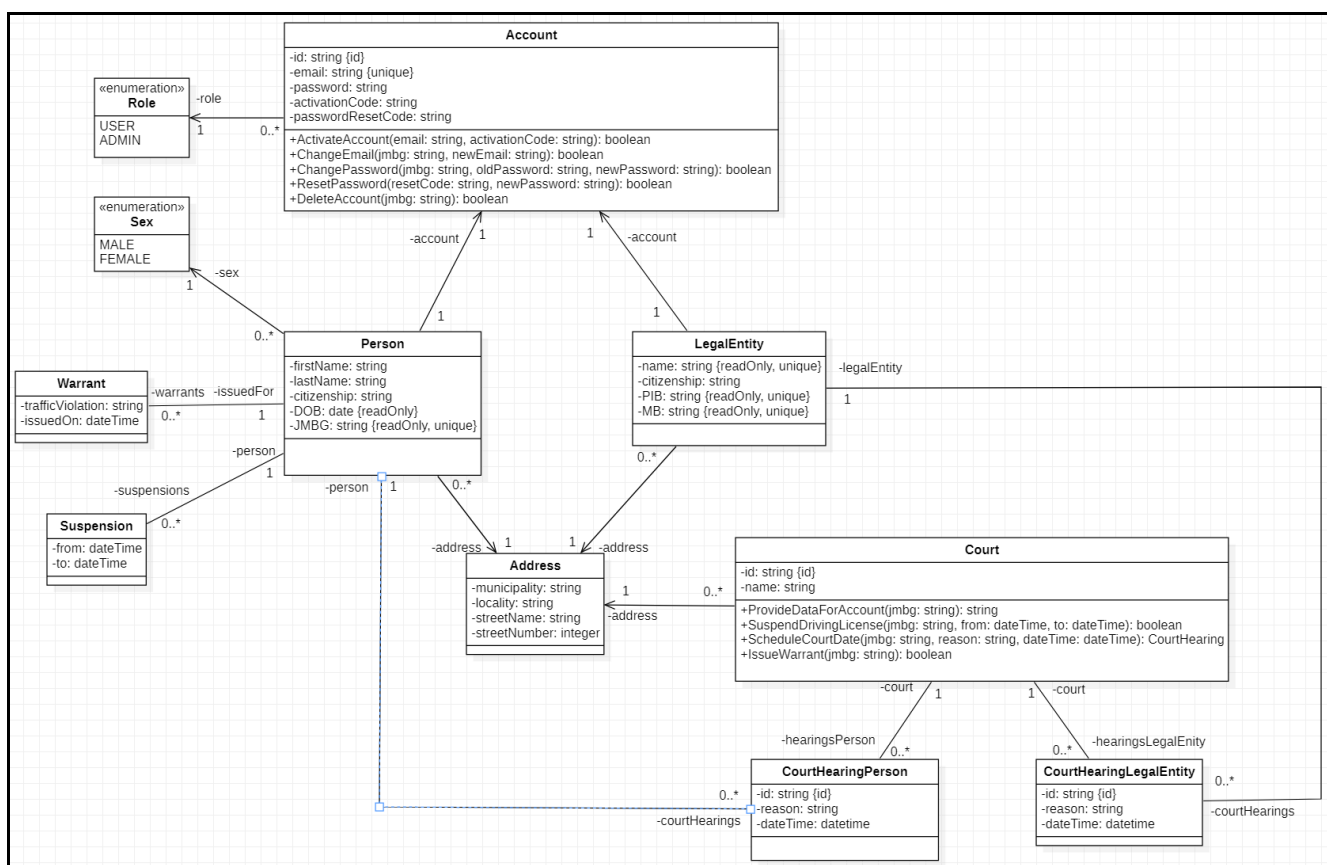 Account
-id: string {id}
-email: string {unique}
-password: string
-activationCode: string
-passwordResetCode: string
+ActivateAccount(email: string, activationCode: string): boolean
+ChangeEmail(jmbg: string, newEmail: string): boolean
+ChangePassword(jmbg: string, oldPassword: string, newPassword: string): boolean
+ResetPassword(resetCode: string, newPassword: string): boolean
+DeleteAccount(jmbg: string): boolean
«enumeration»
Role
USER
ADMIN
-role
1
0..*
«enumeration»
Sex
MALE
FEMALE
-sex
1
0..*
-account
1
1
-account
1
1
Person
-firstName: string
-lastName: string
-citizenship: string
-DOB: date {readOnly}
-JMBG: string {readOnly, unique}
LegalEntity
-name: string {readOnly, unique}
-citizenship: string
-PIB: string {readOnly, unique}
-MB: string {readOnly, unique}
-legalEntity
1
Warrant
-trafficViolation: string
-issuedOn: dateTime
-warrants
0..*
-issuedFor
1
-person
1
-suspensions
0..*
Suspension
-from: dateTime
-to: dateTime
-person
1
0..*
0..*
-address
1
1
-address
Address
-municipality: string
-locality: string
-streetName: string
-streetNumber: integer
1
0..*
-address
Court
-id: string {id}
-name: string
+ProvideDataForAccount(jmbg: string): string
+SuspendDrivingLicense(jmbg: string, from: dateTime, to: dateTime): boolean
+ScheduleCourtDate(jmbg: string, reason: string, dateTime: dateTime): CourtHearing
+IssueWarrant(jmbg: string): boolean
-court
1
1
-court
-hearingsPerson
0..*
0..*
-hearingsLegalEnity
CourtHearingPerson
-id: string {id}
-reason: string
-dateTime: datetime
0..*
-courtHearings
CourtHearingLegalEntity
-id: string {id}
-reason: string
-dateTime: datetime
0..*
-courtHearings